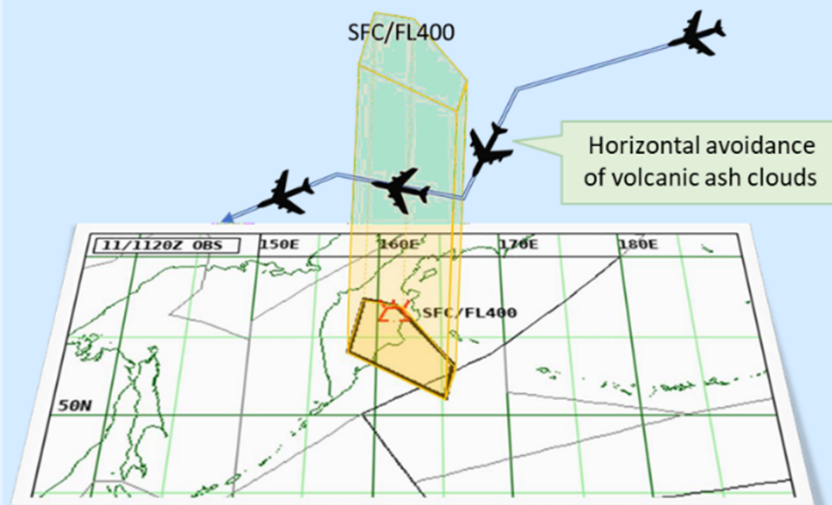 SFC/FL400
Horizontal avoidance
of volcanic ash clouds
11/1120Z OBS
150E
160E
170E
180E
SFC/FL400
50N